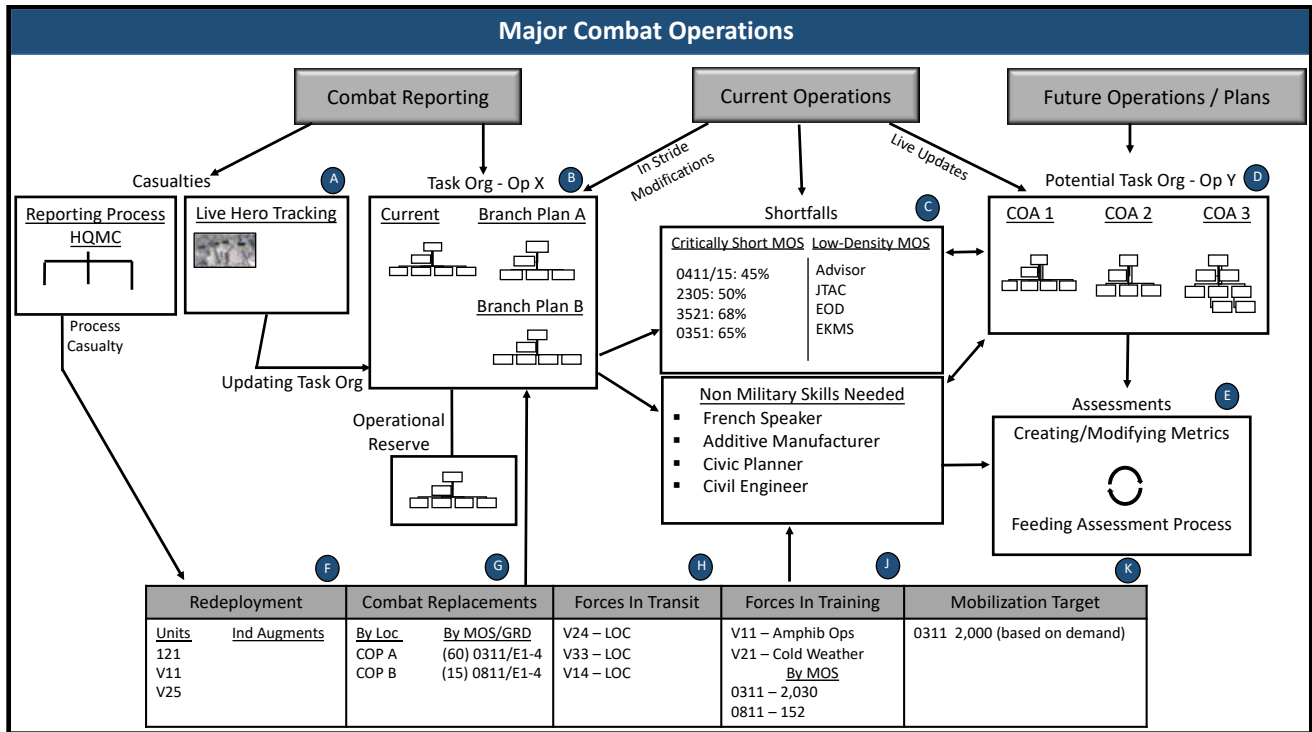 Major Combat Operations
Combat Reporting
Current Operations
Future Operations / Plans
In Stride
Modifications
Live Updates
Casualties
A
Task Org - Op X
B
Potential Task Org - Op Y
D
Reporting Process
HQMC
Live Hero Tracking
Current
Branch Plan A
Branch Plan B
Shortfalls
C
Critically Short MOS
Low-Density MOS
0411/15: 45%
2305: 50%
3521: 68%
0351: 65%
Advisor
JTAC
EOD
EKMS
COA 1
COA 2
COA 3
Process
Casualty
Updating Task Org
Operational
Reserve
Non Military Skills Needed
▪ French Speaker
▪ Additive Manufacturer
▪ Civic Planner
▪ Civil Engineer
Assessments
E
Creating/Modifying Metrics
Feeding Assessment Process
F
G
H
J
K
Redeployment
Combat Replacements
Forces In Transit
Forces In Training
Mobilization Target
Units
Ind Augments
121
V11
V25
By Loc
By MOS/GRD
COP A
(60) 0311/E1-4
COP B
(15) 0811/E1-4
V24 – LOC
V33 – LOC
V14 – LOC
V11 – Amphib Ops
V21 – Cold Weather
By MOS
0311 – 2,030
0811 – 152
0311 2,000 (based on demand)